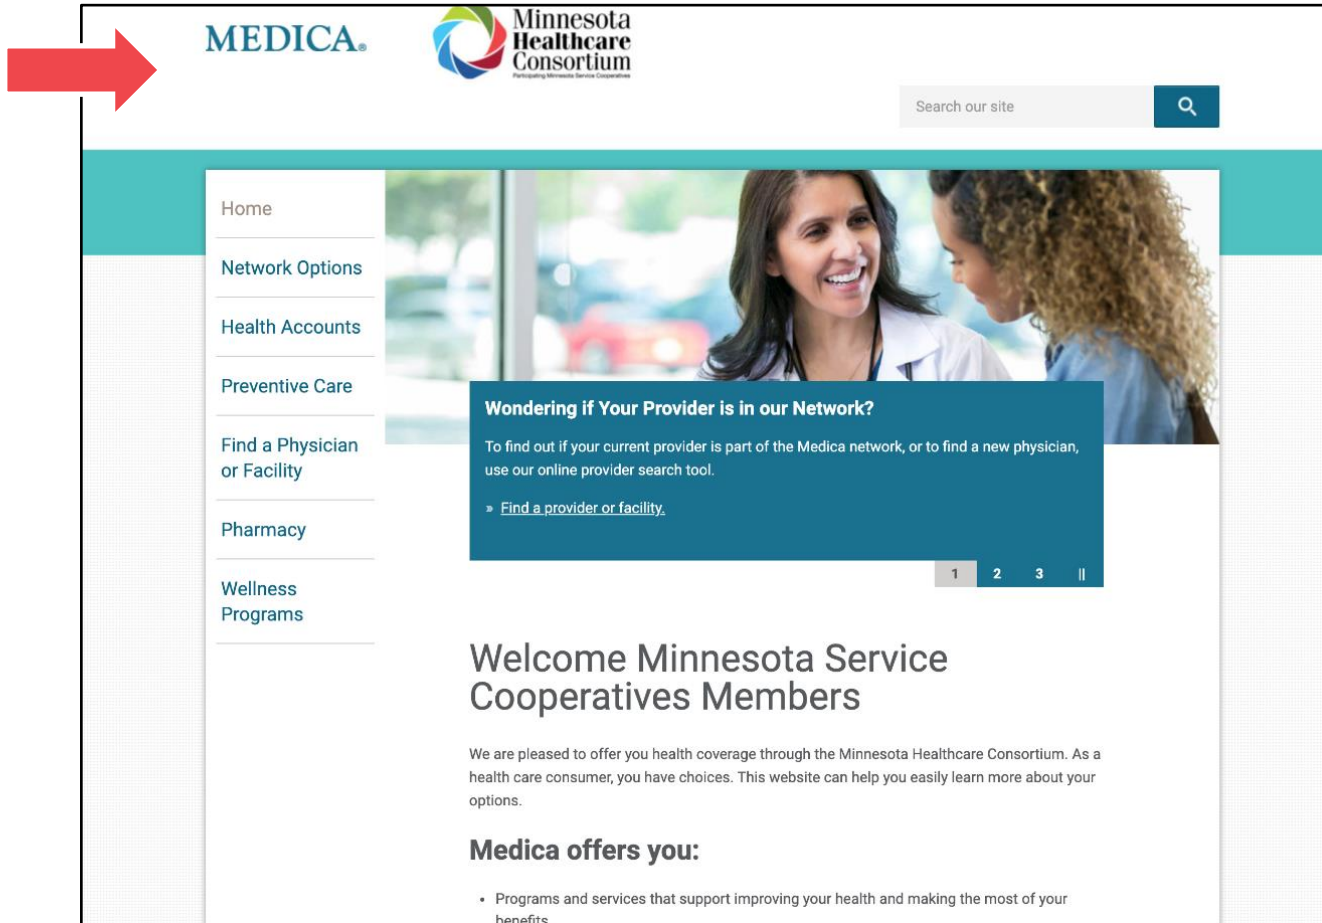 MEDICA®
Minnesota
Healthcare
Consortium
Participating Minnesota Service Cooperatives
Search our site
Home
Network Options
Health Accounts
Preventive Care
Find a Physician
or Facility
Pharmacy
Wellness
Programs
Wondering if Your Provider is in our Network?
To find out if your current provider is part of the Medica network, or to find a new physician,
use our online provider search tool.
» Find a provider or facility.
1 2 3 ||
Welcome Minnesota Service
Cooperatives Members
We are pleased to offer you health coverage through the Minnesota Healthcare Consortium. As a
health care consumer, you have choices. This website can help you easily learn more about your
options.
Medica offers you:
• Programs and services that support improving your health and making the most of your
benefits